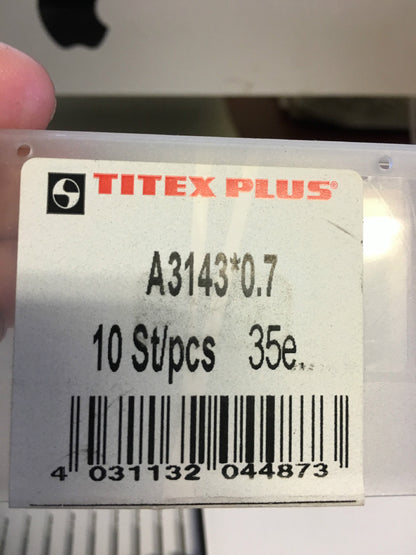 TITEX PLUS®
A3143*0.7
10 St/pcs 35e
4 031132 044873